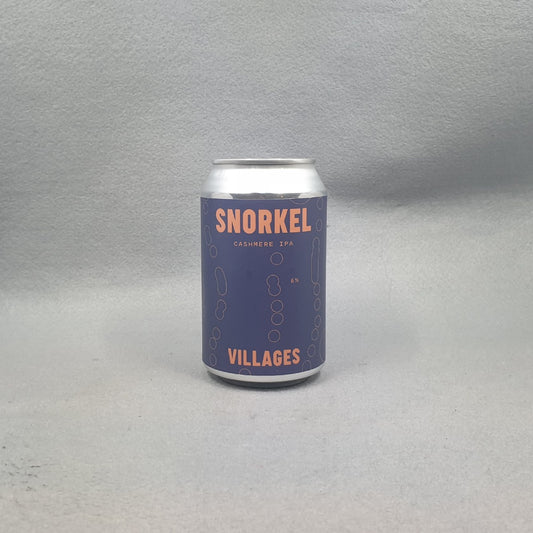 SNORKEL
CASHMERE IPA
6%
VILLAGES